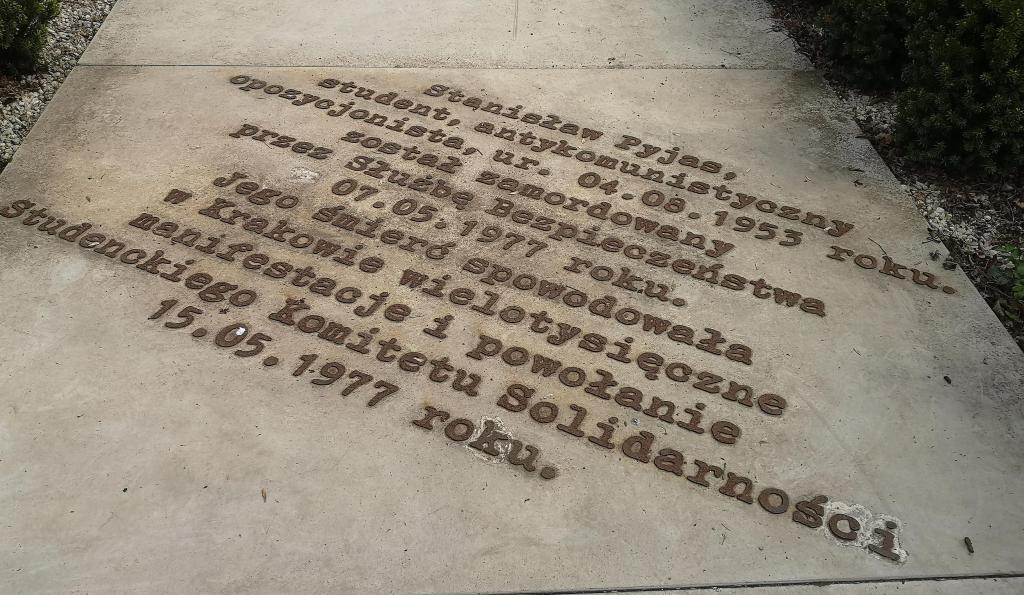 Stanisław Pyjas,
student, antykomunistyczny
opozycjonista, ur. 04.08.1953 roku.
został zamordowany
przez Służbę Bezpieczeństwa
07.05.1977 roku.
Jego śmierć spowodowała
w Krakowie wielotysięczne
manifestacje i powołanie
Studenckiego Komitetu Solidarności
15.05.1977 roku.